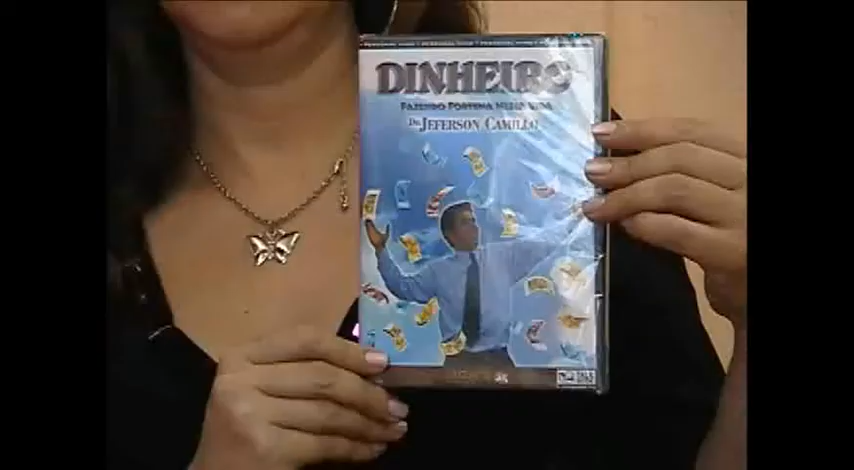 DINHEIRO
FAZENDO FORTUNA NESTA VIDA
DR. JEFERSON CAMILLO